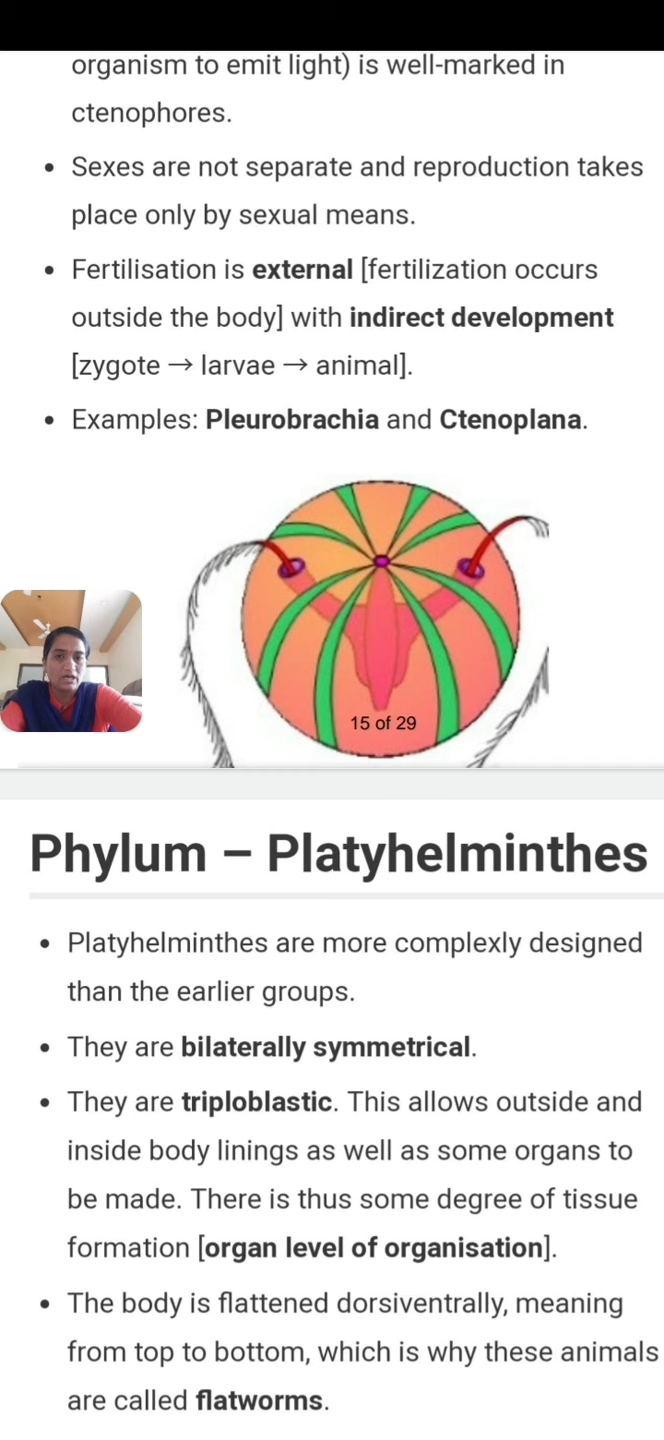 organism to emit light) is well-marked in
ctenophores.
• Sexes are not separate and reproduction takes
place only by sexual means.
• Fertilisation is external [fertilization occurs
outside the body] with indirect development
[zygote → larvae → animal].
• Examples: Pleurobrachia and Ctenoplana.
15 of 29
Phylum – Platyhelminthes
• Platyhelminthes are more complexly designed
than the earlier groups.
• They are bilaterally symmetrical.
• They are triploblastic. This allows outside and
inside body linings as well as some organs to
be made. There is thus some degree of tissue
formation [organ level of organisation].
• The body is flattened dorsiventrally, meaning
from top to bottom, which is why these animals
are called flatworms.